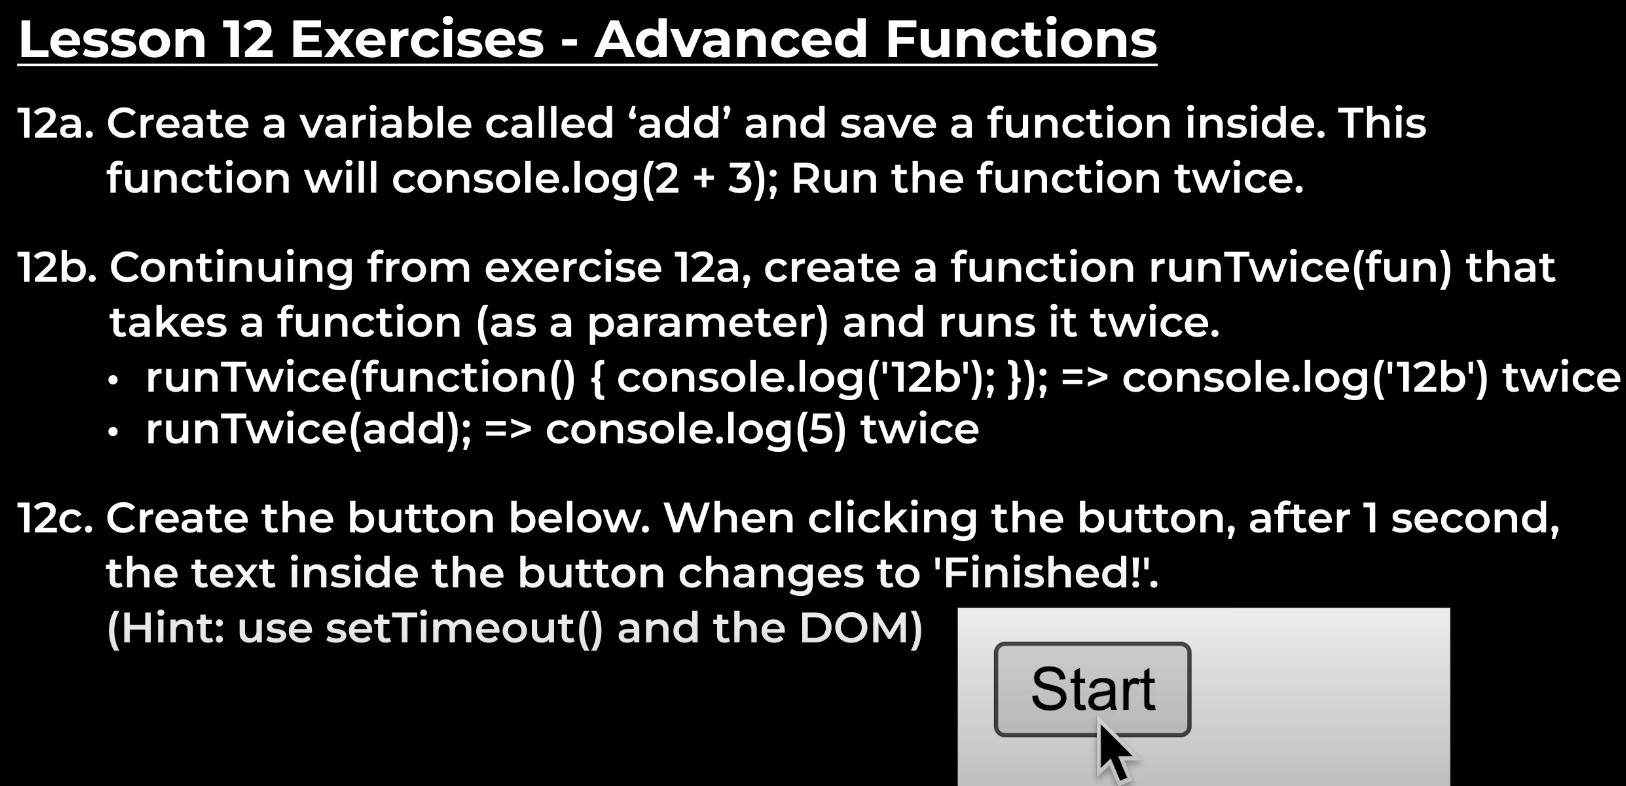 Lesson 12 Exercises - Advanced Functions
12a. Create a variable called ‘add’ and save a function inside. This
function will console.log(2 + 3); Run the function twice.
12b. Continuing from exercise 12a, create a function runTwice(fun) that
takes a function (as a parameter) and runs it twice.
• runTwice(function() { console.log('12b'); }); => console.log('12b') twice
• runTwice(add); => console.log(5) twice
12c. Create the button below. When clicking the button, after 1 second,
the text inside the button changes to 'Finished!'.
(Hint: use setTimeout() and the DOM)
Start